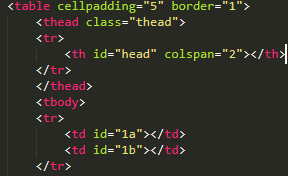 <table cellpadding="5" border="1">
<thead class="thead">
<tr>
<th id="head" colspan="2"></th>
</tr>
</thead>
<tbody>
<tr>
<td id="1a"></td>
<td id="1b"></td>
</tr>